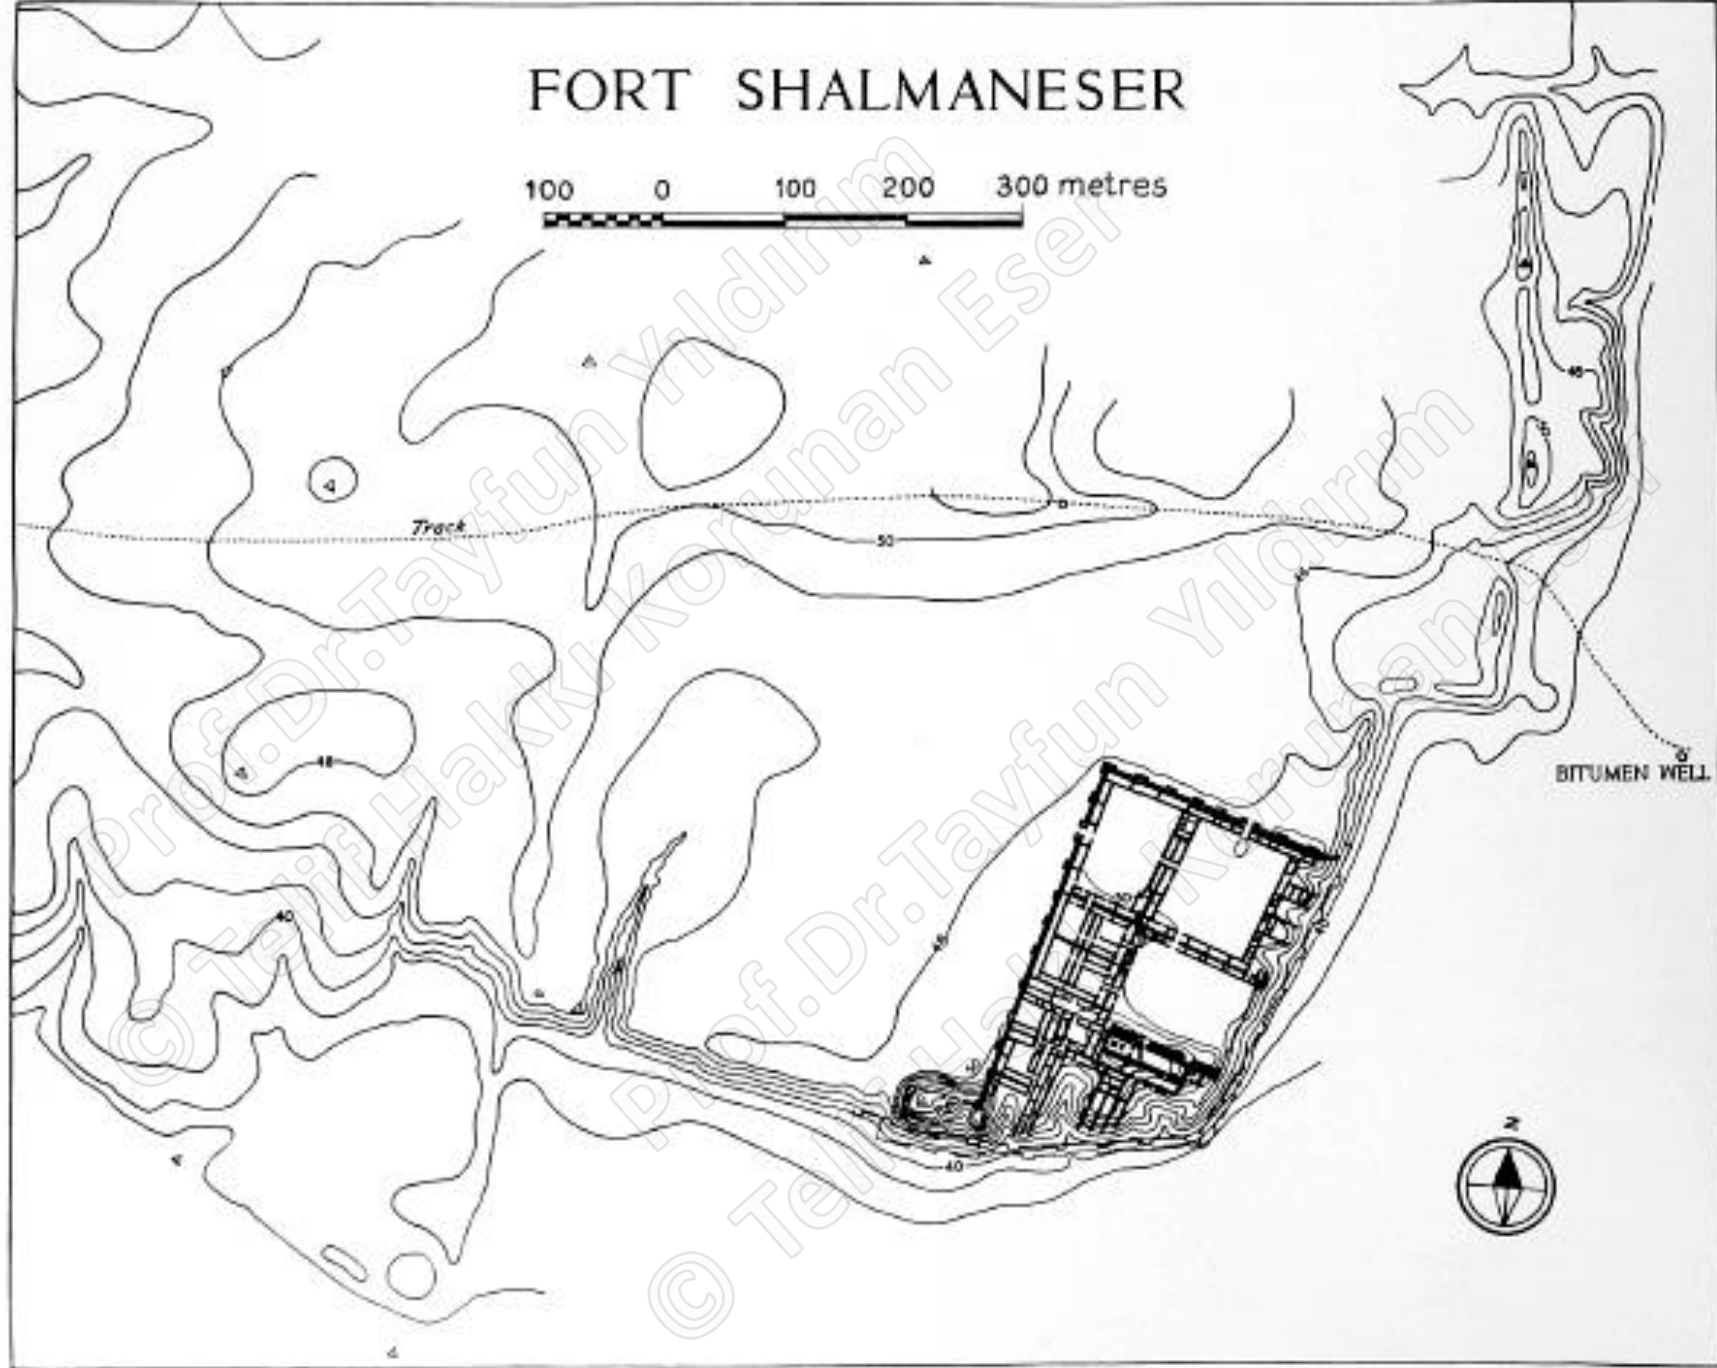 FORT SHALMANESER
100 0 100 200 300 metres
48
Track
50
BITUMEN WELL
48
40
40
N
© Prof.Dr.Tayfun Yıldırım
Telif Hakkı Korunan Eser
© Prof.Dr.Tayfun Yıldırım
Telif Hakkı Korunan Eser